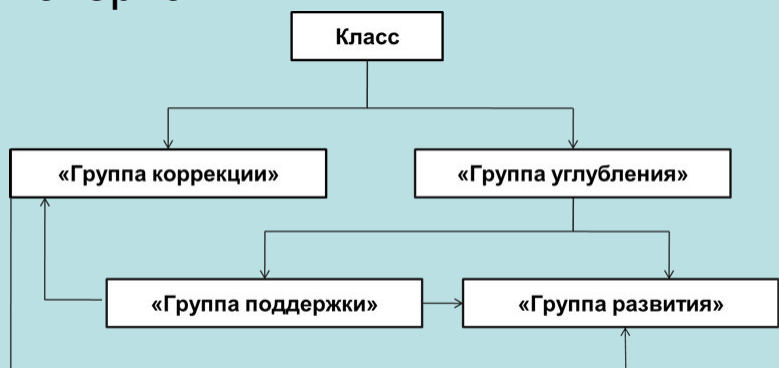 Класс
«Группа коррекции»
«Группа углубления»
«Группа поддержки»
«Группа развития»